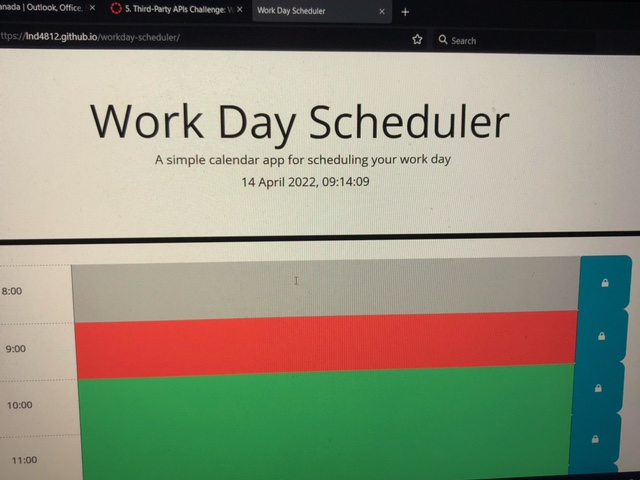 anada | Outlook, Office,
5. Third-Party APIs Challenge: W
Work Day Scheduler
ttps://lnd4812.github.io/workday-scheduler/
Search
Work Day Scheduler
A simple calendar app for scheduling your work day
14 April 2022, 09:14:09
8:00
9:00
10:00
11:00